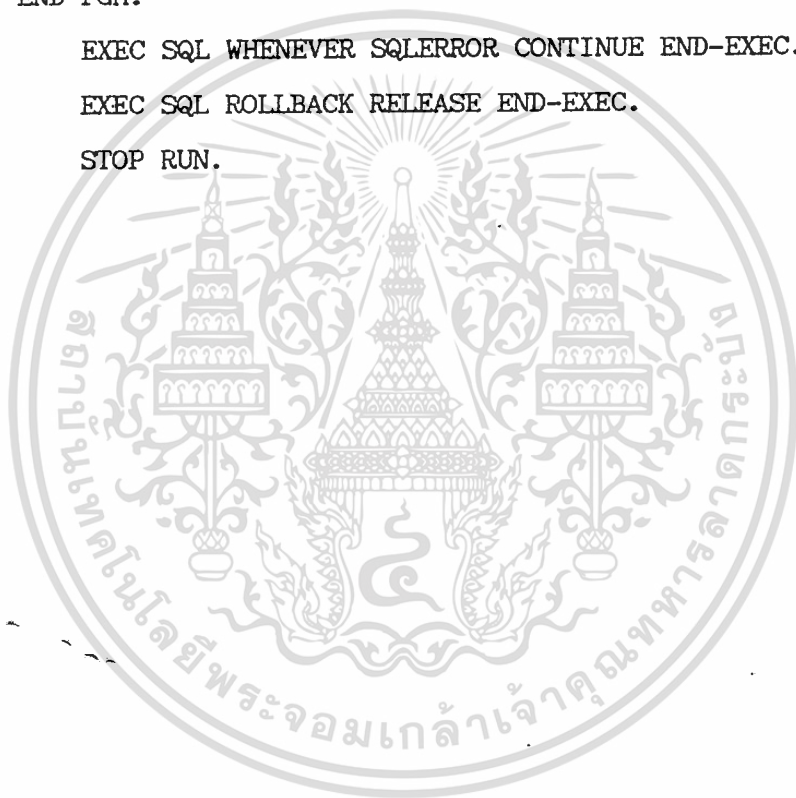 END-PGM.
EXEC SQL WHENEVER SQLERROR CONTINUE END-EXEC.
EXEC SQL ROLLBACK RELEASE END-EXEC.
STOP RUN.
สถาบันเทคโนโลยีพระจอมเกล้าเจ้าคุณทหารลาดกระบัง